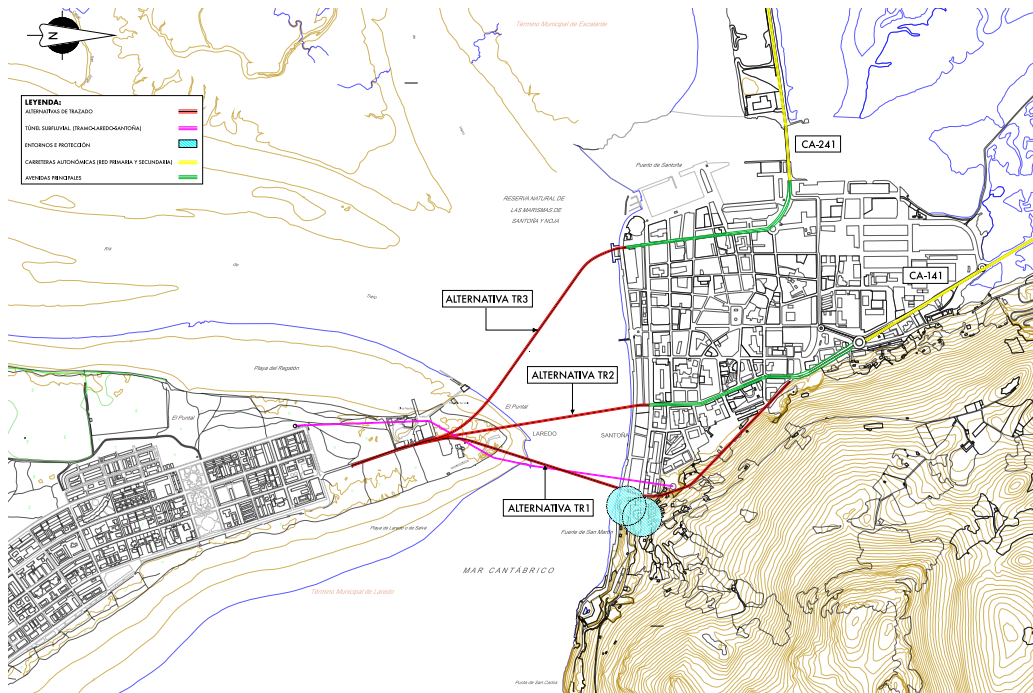 Término Municipal de Escalante
N
LEYENDA:
ALTERNATIVAS DE TRAZADO
TÚNEL SUBFLUVIAL (TRAMO-LAREDO-SANTOÑA)
ENTORNOS E PROTECCIÓN
CARRETERAS AUTONÓMICAS (RED PRIMARIA Y SECUNDARIA)
AVENIDAS PRINCIPALES
CA-241
Puerto de Santoña
RESERVA NATURAL DE
LAS MARISMAS DE
SANTOÑA Y NOJA
CA-141
ALTERNATIVA TR3
Playa del Regatón
ALTERNATIVA TR2
El Puntal
El Puntal
LAREDO
SANTOÑA
ALTERNATIVA TR1
Playa de Laredo o de Salvé
Fuerte de San Martín
MAR CANTÁBRICO
Término Municipal de Laredo
Punta de San Carlos